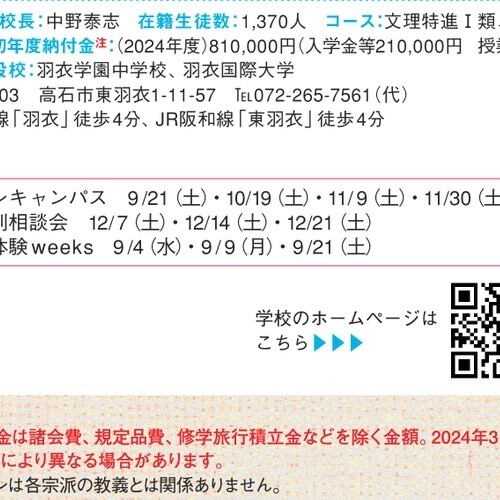 校長:中野泰志 在籍生徒数:1,370人 コース:文理特進Ⅰ類
初年度納付金注:(2024年度)810,000円(入学金等210,000円 授業
設校:羽衣学園中学校、羽衣国際大学
03 高石市東羽衣1-11-57 ℡072-265-7561(代)
線「羽衣」徒歩4分、JR阪和線「東羽衣」徒歩4分
ンキャンパス 9/21(土)・10/19(土)・11/9(土)・11/30(土
別相談会 12/7(土)・12/14(土)・12/21(土)
体験weeks 9/4(水)・9/9(月)・9/21(土)
学校のホームページは
こちら▶▶▶
金は諸会費、規定品費、修学旅行積立金などを除く金額。2024年3
により異なる場合があります。
ンは各宗派の教義とは関係ありません。